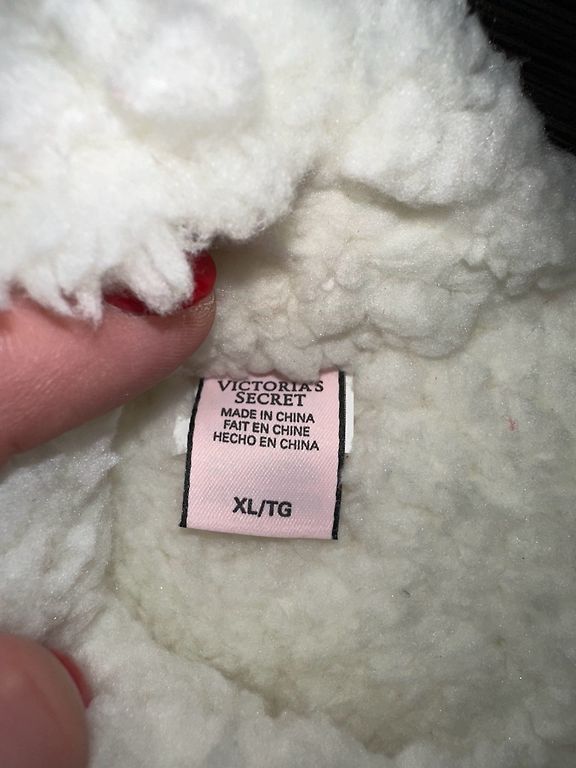 VICTORIA'S
SECRET
MADE IN CHINA
FAIT EN CHINE
HECHO EN CHINA
XL/TG